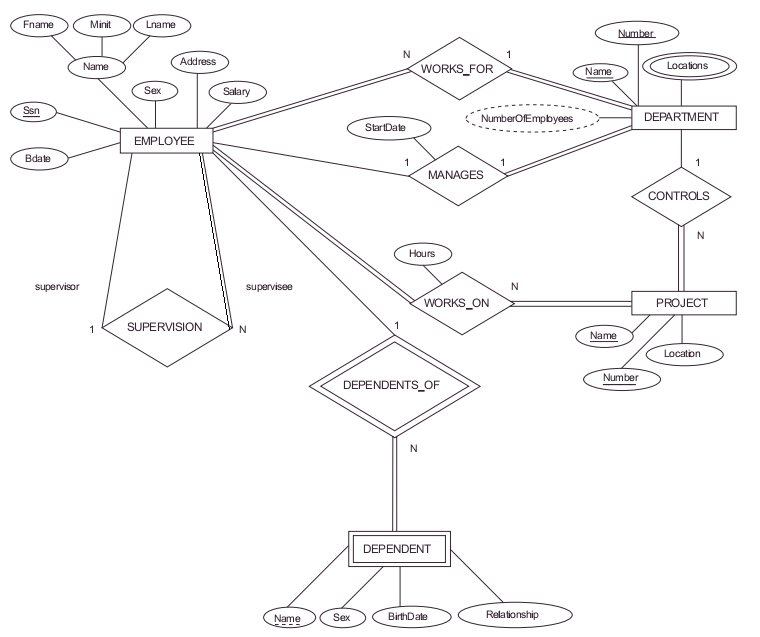 Fname
Minit
Lname
Name
Address
Sex
Salary
Ssn
Bdate
EMPLOYEE
N
WORKS_FOR
1
Number
Name
Locations
NumberOfEmployees
DEPARTMENT
StartDate
1
MANAGES
1
1
CONTROLS
N
supervisor
supervisee
1
SUPERVISION
N
Hours
WORKS_ON
N
PROJECT
Name
Number
Location
1
DEPENDENTS_OF
N
DEPENDENT
Name
Sex
BirthDate
Relationship